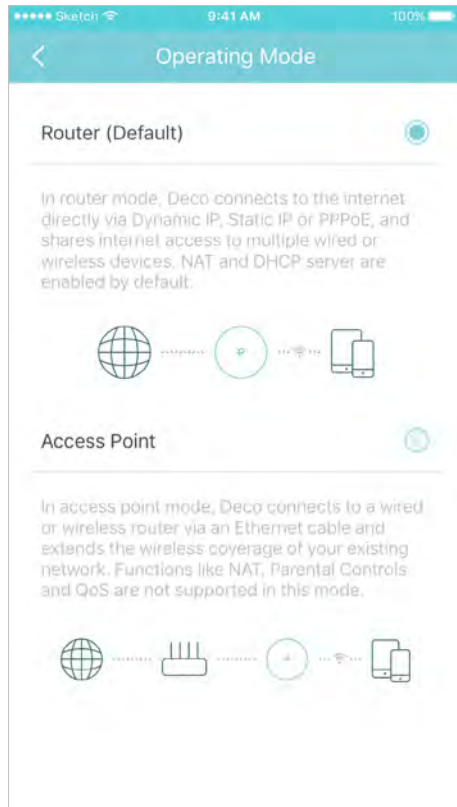 Sketch 9:41 AM 100%
Operating Mode
Router (Default)
In router mode, Deco connects to the internet
directly via Dynamic IP, Static IP or PPPoE, and
shares internet access to multiple wired or
wireless devices. NAT and DHCP server are
enabled by default.
Access Point
In access point mode, Deco connects to a wired
or wireless router via an Ethernet cable and
extends the wireless coverage of your existing
network. Functions like NAT, Parental Controls
and QoS are not supported in this mode.